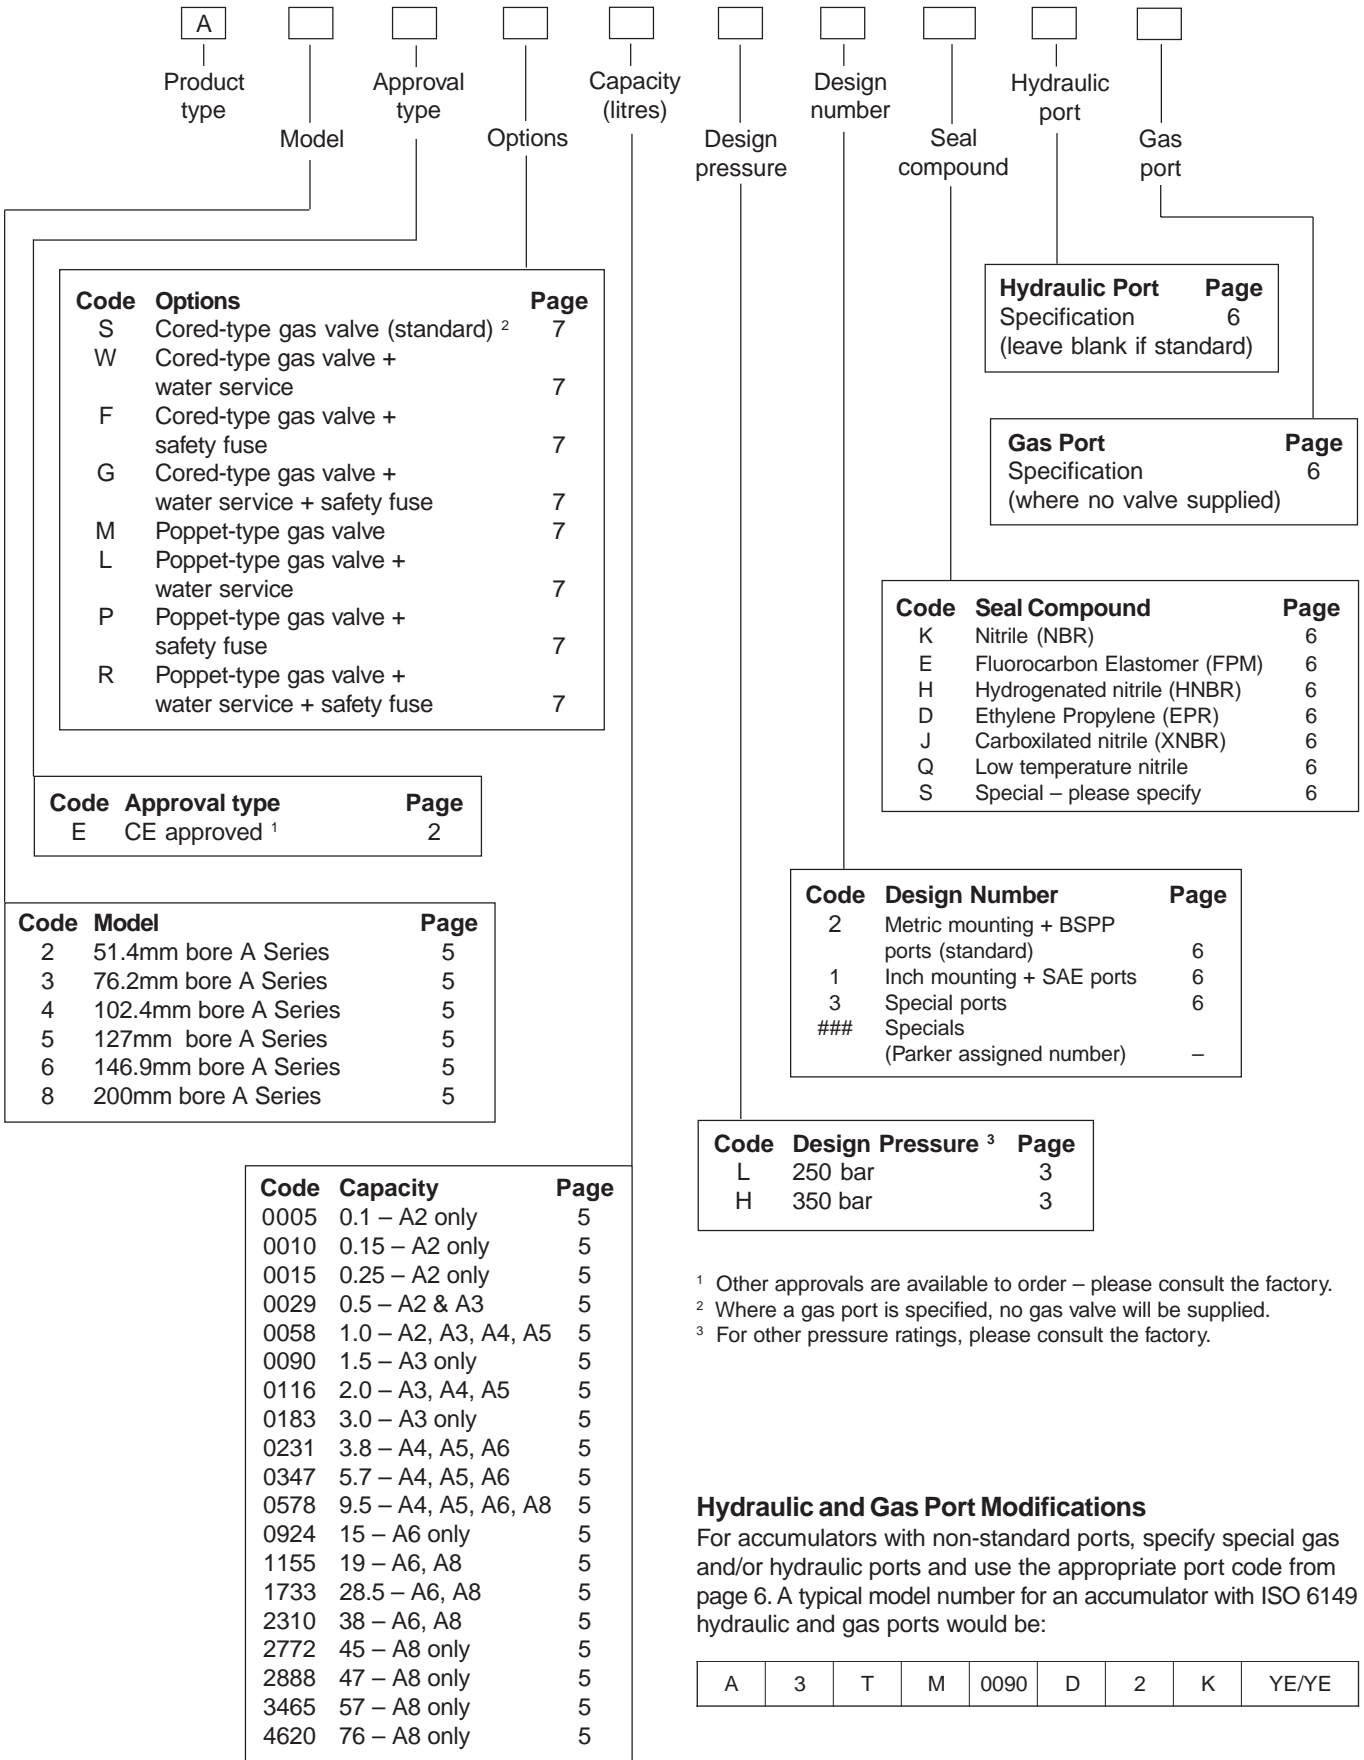 A
Product
type
Model
Approval
type
Options
Capacity
(litres)
Design
pressure
Design
number
Seal
compound
Hydraulic
port
Gas
port
Code Options Page
S Cored-type gas valve (standard) ² 7
W Cored-type gas valve +
water service 7
F Cored-type gas valve +
safety fuse 7
G Cored-type gas valve +
water service + safety fuse 7
M Poppet-type gas valve 7
L Poppet-type gas valve +
water service 7
P Poppet-type gas valve +
safety fuse 7
R Poppet-type gas valve +
water service + safety fuse 7
Hydraulic Port Page
Specification 6
(leave blank if standard)
Gas Port Page
Specification 6
(where no valve supplied)
Code Seal Compound Page
K Nitrile (NBR) 6
E Fluorocarbon Elastomer (FPM) 6
H Hydrogenated nitrile (HNBR) 6
D Ethylene Propylene (EPR) 6
J Carboxilated nitrile (XNBR) 6
Q Low temperature nitrile 6
S Special – please specify 6
Code Approval type Page
E CE approved ¹ 2
Code Design Number Page
2 Metric mounting + BSPP
ports (standard) 6
1 Inch mounting + SAE ports 6
3 Special ports 6
### Specials
(Parker assigned number) –
Code Model Page
2 51.4mm bore A Series 5
3 76.2mm bore A Series 5
4 102.4mm bore A Series 5
5 127mm bore A Series 5
6 146.9mm bore A Series 5
8 200mm bore A Series 5
Code Design Pressure ³ Page
L 250 bar 3
H 350 bar 3
Code Capacity Page
0005 0.1 – A2 only 5
0010 0.15 – A2 only 5
0015 0.25 – A2 only 5
0029 0.5 – A2 & A3 5
0058 1.0 – A2, A3, A4, A5 5
0090 1.5 – A3 only 5
0116 2.0 – A3, A4, A5 5
0183 3.0 – A3 only 5
0231 3.8 – A4, A5, A6 5
0347 5.7 – A4, A5, A6 5
0578 9.5 – A4, A5, A6, A8 5
0924 15 – A6 only 5
1155 19 – A6, A8 5
1733 28.5 – A6, A8 5
2310 38 – A6, A8 5
2772 45 – A8 only 5
2888 47 – A8 only 5
3465 57 – A8 only 5
4620 76 – A8 only 5
¹ Other approvals are available to order – please consult the factory.
² Where a gas port is specified, no gas valve will be supplied.
³ For other pressure ratings, please consult the factory.
Hydraulic and Gas Port Modifications
For accumulators with non-standard ports, specify special gas
and/or hydraulic ports and use the appropriate port code from
page 6. A typical model number for an accumulator with ISO 6149
hydraulic and gas ports would be:
A 3 T M 0090 D 2 K YE/YE